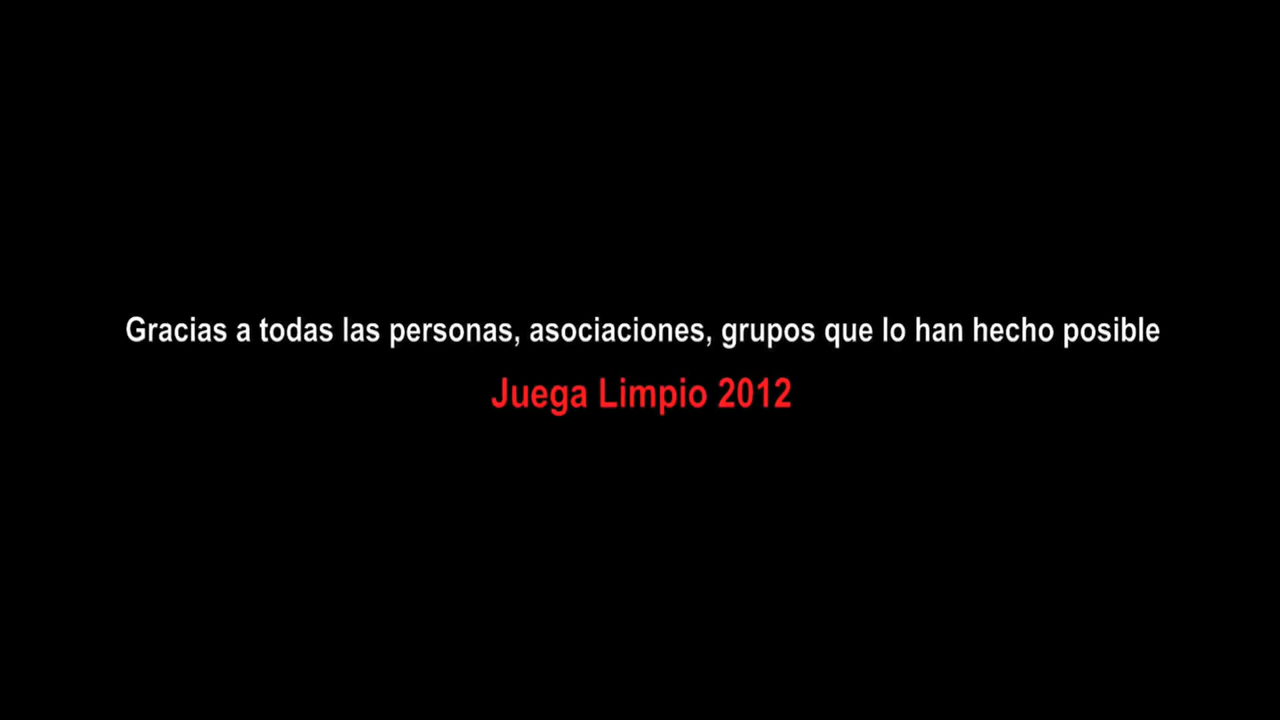 Gracias a todas las personas, asociaciones, grupos que lo han hecho posible
Juega Limpio 2012